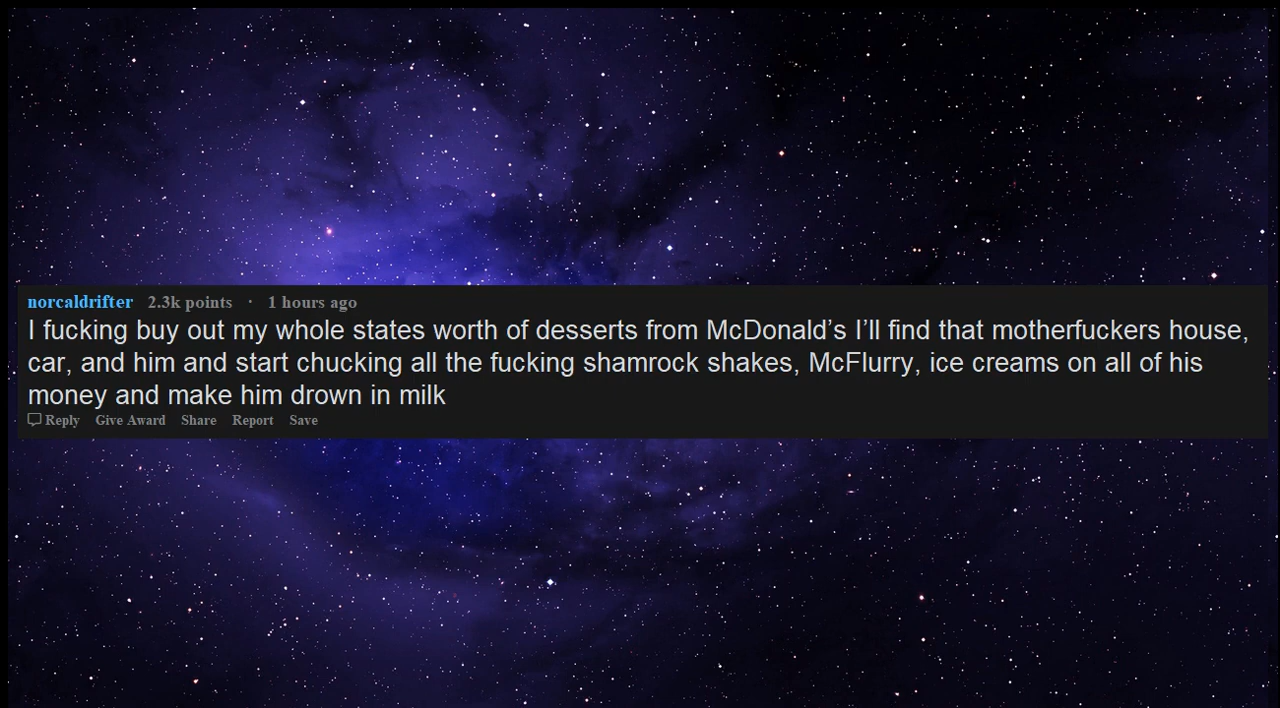 norcaldrifter 2.3k points · 1 hours ago
I fucking buy out my whole states worth of desserts from McDonald’s I’ll find that motherfuckers house,
car, and him and start chucking all the fucking shamrock shakes, McFlurry, ice creams on all of his
money and make him drown in milk
Reply Give Award Share Report Save